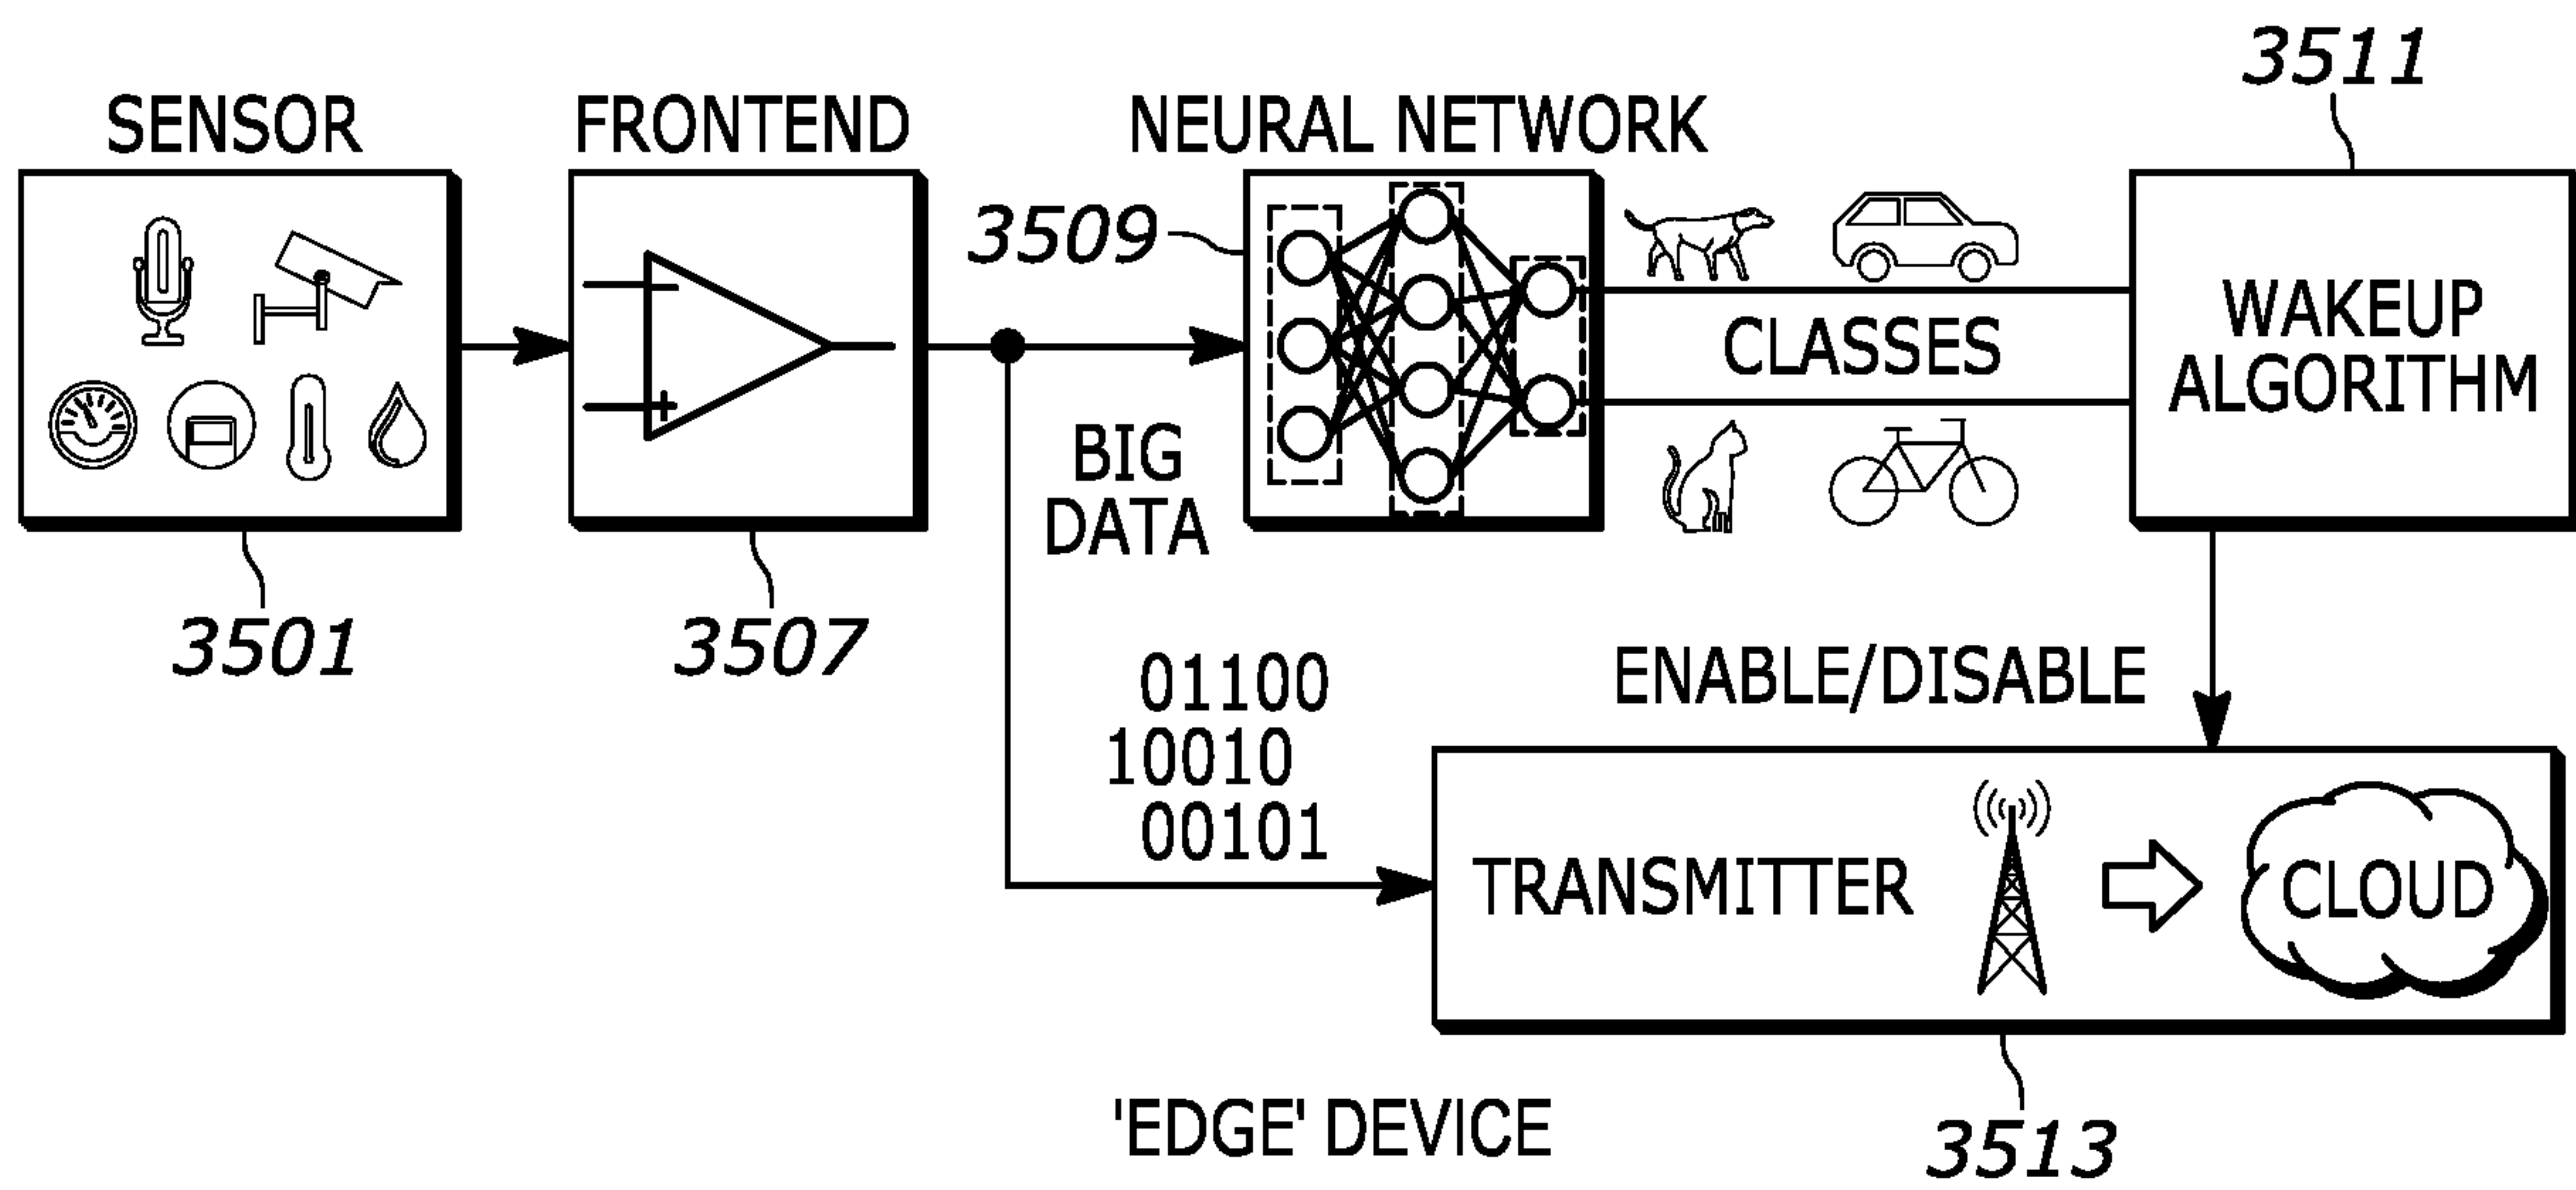 3511
SENSOR
FRONTEND
NEURAL NETWORK
3509
CLASSES
WAKEUP
ALGORITHM
BIG
DATA
3501
3507
01100
10010
00101
ENABLE/DISABLE
TRANSMITTER
CLOUD
'EDGE' DEVICE
3513